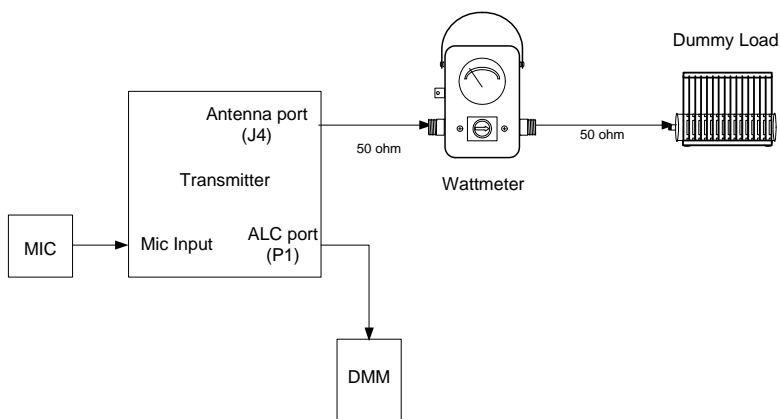 Dummy Load
Antenna port
(J4)
50 ohm
50 ohm
Transmitter
Wattmeter
MIC
Mic Input
ALC port
(P1)
DMM